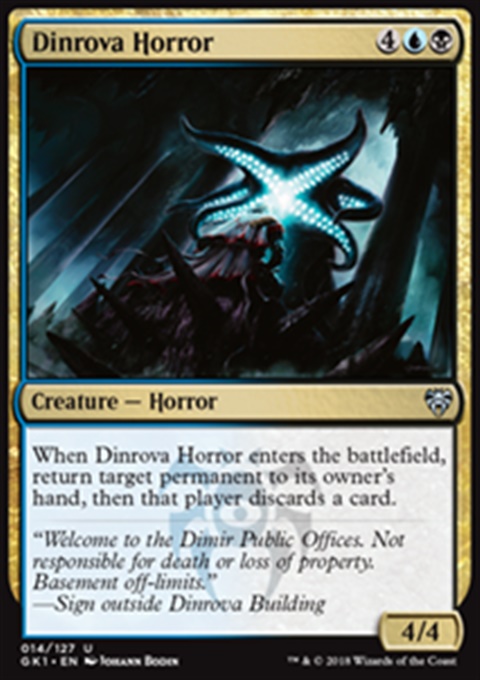 Dinrova Horror 4
Creature — Horror
When Dinrova Horror enters the battlefield,
return target permanent to its owner's
hand, then that player discards a card.
"Welcome to the Dimir Public Offices. Not
responsible for death or loss of property.
Basement off-limits."
—Sign outside Dinrova Building
4/4
014/127 U
GK1 • EN Johann Bodin
™ & © 2018 Wizards of the Coast